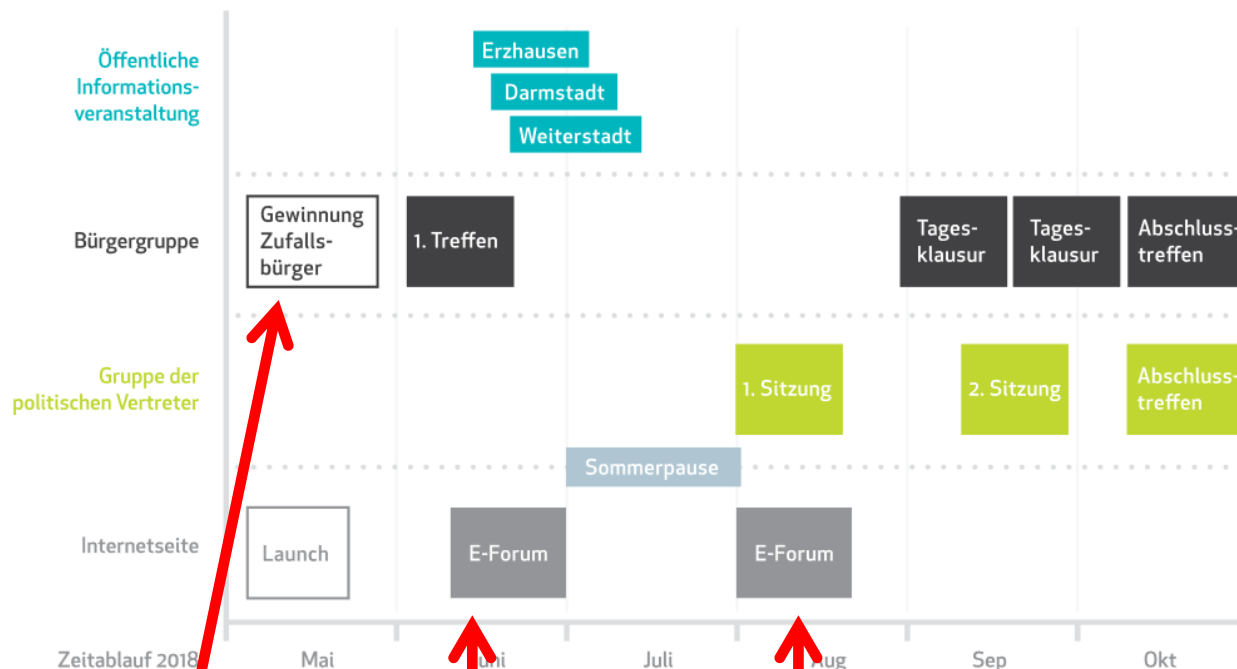 Öffentliche
Informations-
veranstaltung
Erzhausen
Darmstadt
Weiterstadt
Bürgergruppe
Gewinnung
Zufalls-
bürger
1. Treffen
Tages-
klausur
Tages-
klausur
Abschluss-
treffen
Gruppe der
politischen Vertreter
1. Sitzung
2. Sitzung
Abschluss-
treffen
Sommerpause
Internetseite
Launch
E-Forum
E-Forum
Zeitablauf 2018
Mai
Juni
Juli
Aug
Sep
Okt